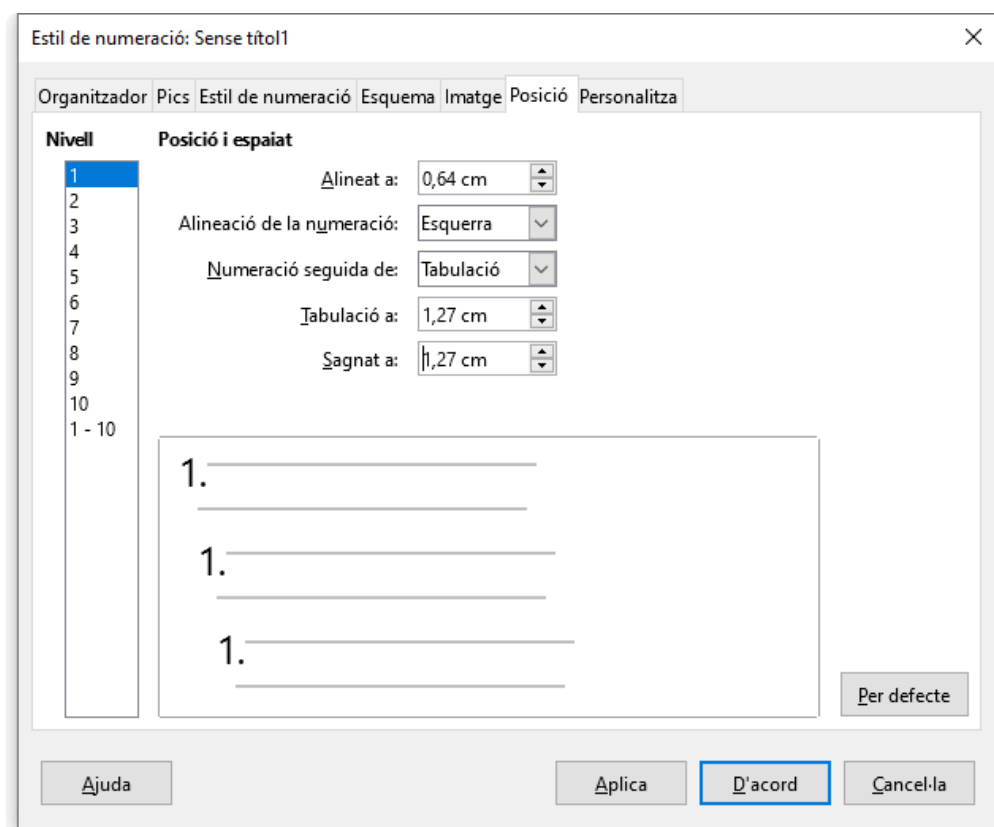 Estil de numeració: Sense títol1
Organitzador Pics Estil de numeració Esquema Imatge Posició Personalitza
Nivell
1
2
3
4
5
6
7
8
9
10
1 - 10
Posició i espaiat
Alineat a: 0,64 cm
Alineació de la numeració: Esquerra
Numeració seguida de: Tabulació
Tabulació a: 1,27 cm
Sagnat a: 1,27 cm
1.
1.
1.
Per defecte
Ajuda Aplica D'acord Cancel·la